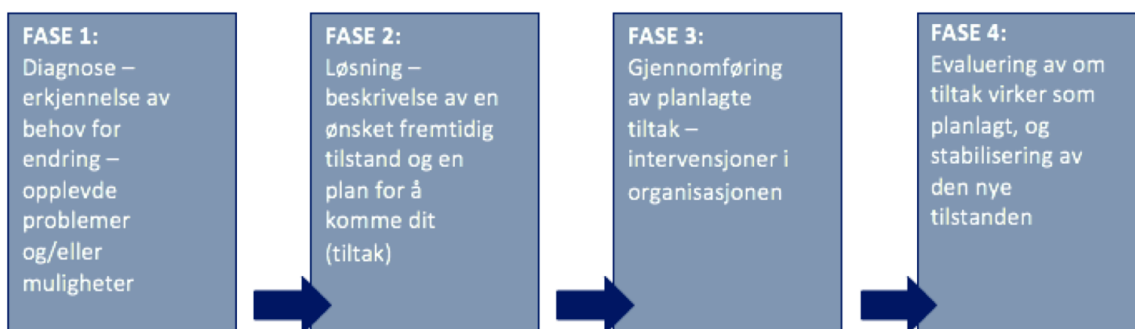 FASE 1:
Diagnose –
erkjennelse av
behov for
endring –
opplevde
problemer
og/eller
muligheter
FASE 2:
Løsning –
beskrivelse av en
ønsket fremtidig
tilstand og en
plan for å
komme dit
(tiltak)
FASE 3:
Gjennomføring
av planlagte
tiltak –
intervensjoner i
organisasjonen
FASE 4:
Evaluering av om
tiltak virker som
planlagt, og
stabilisering av
den nye
tilstanden